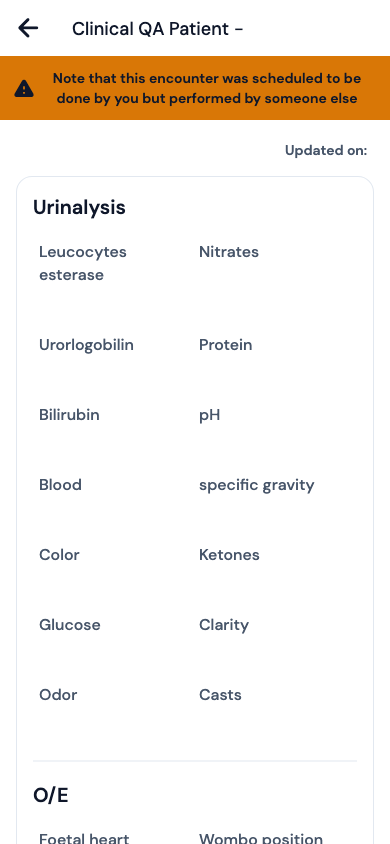 Clinical QA Patient -
Note that this encounter was scheduled to be
done by you but performed by someone else
Updated on:
Urinalysis
Leucocytes
esterase
Nitrates
Urorlogobilin
Protein
Bilirubin
pH
Blood
specific gravity
Color
Ketones
Glucose
Clarity
Odor
Casts
O/E
Foetal heart
Wombo position